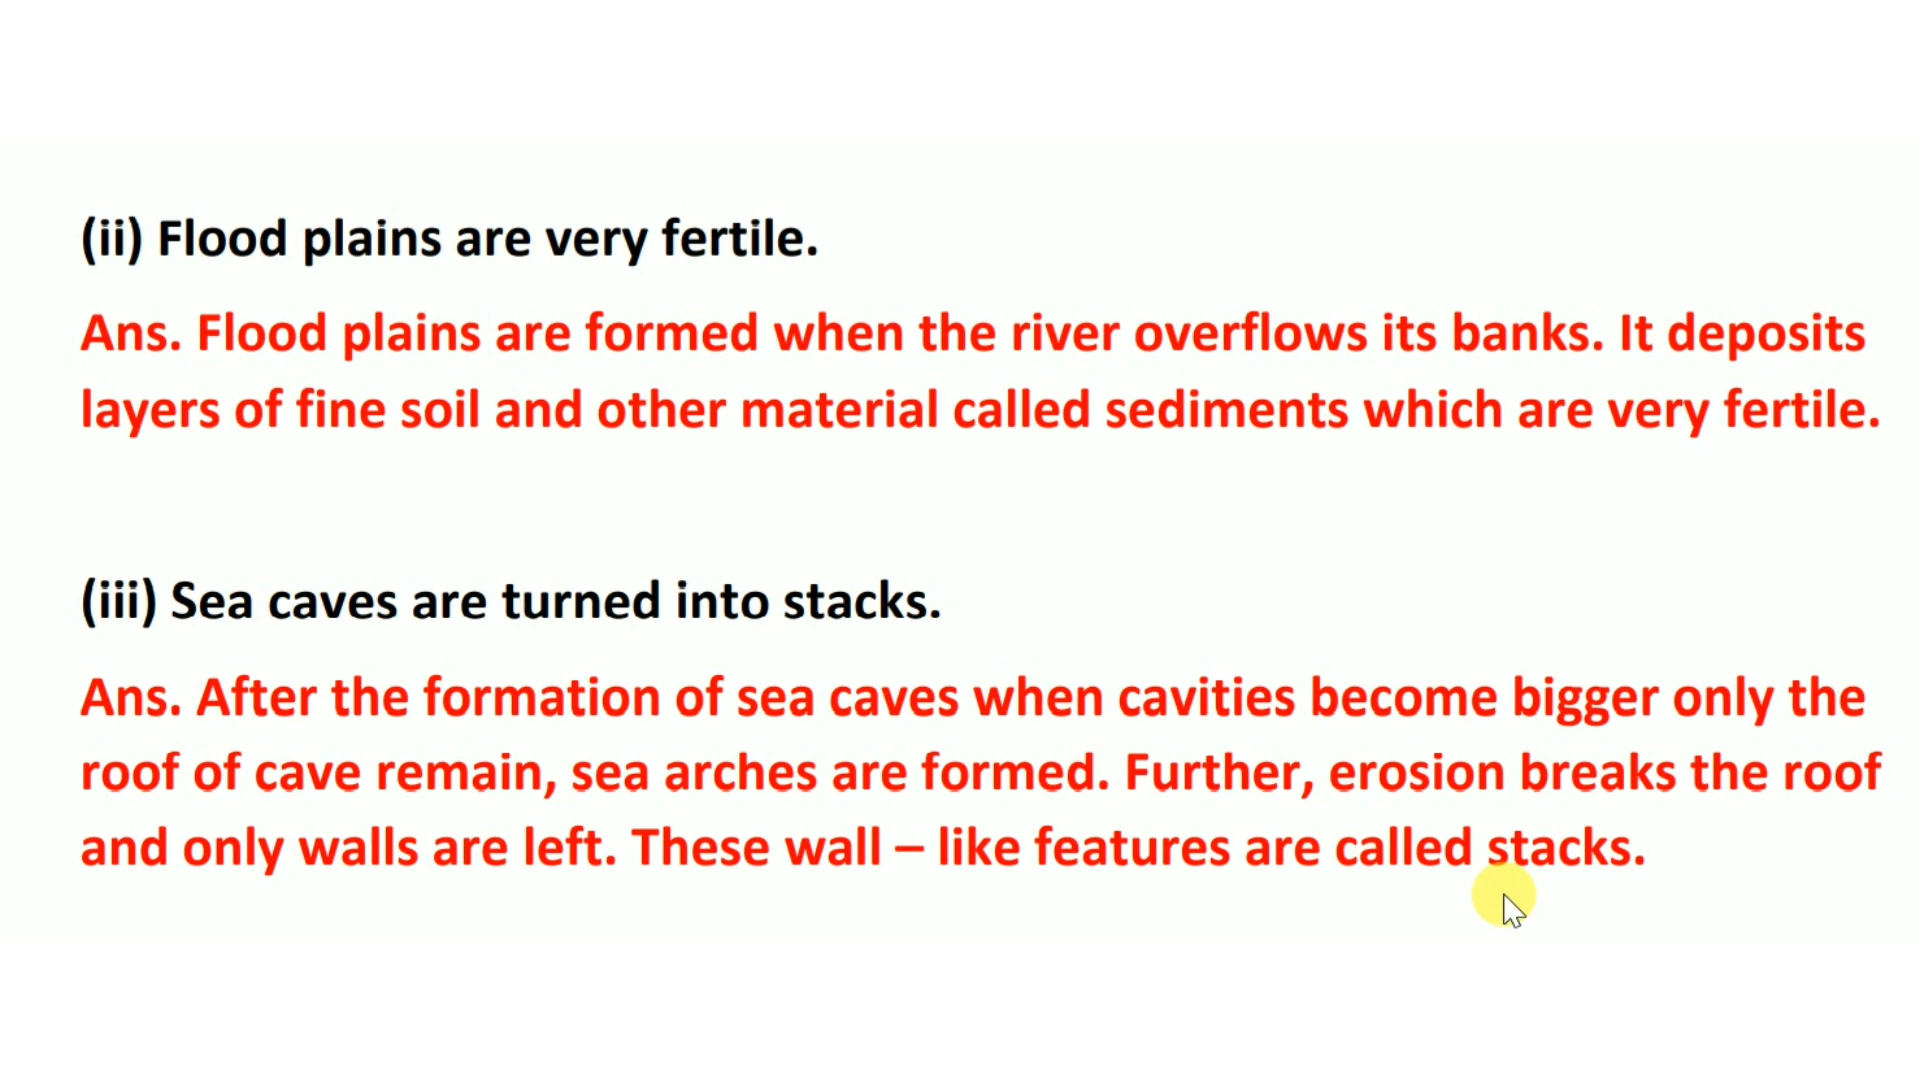 (ii) Flood plains are very fertile.
Ans. Flood plains are formed when the river overflows its banks. It deposits
layers of fine soil and other material called sediments which are very fertile.
(iii) Sea caves are turned into stacks.
Ans. After the formation of sea caves when cavities become bigger only the
roof of cave remain, sea arches are formed. Further, erosion breaks the roof
and only walls are left. These wall – like features are called stacks.